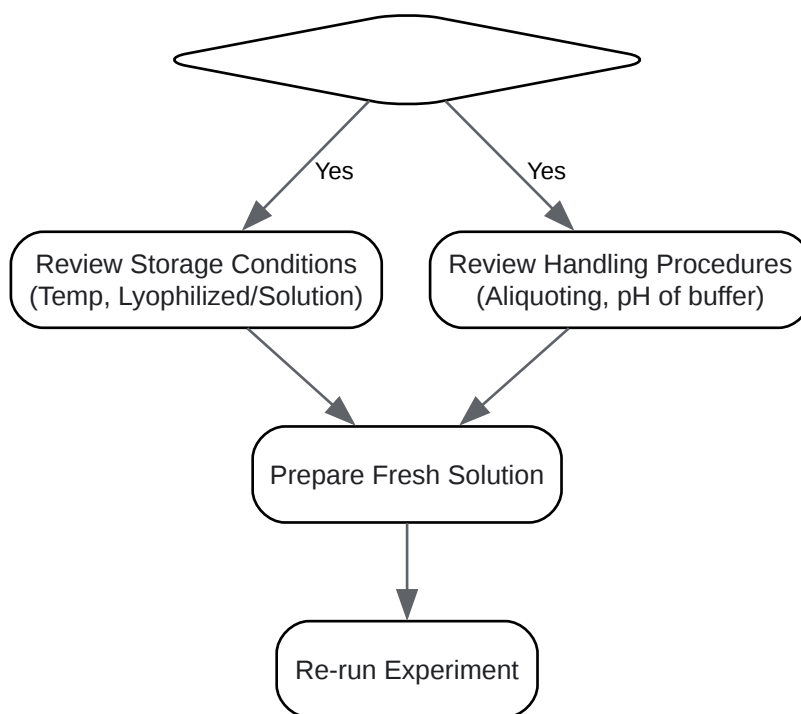 Yes
Yes
Review Storage Conditions
(Temp, Lyophilized/Solution)
Review Handling Procedures
(Aliquoting, pH of buffer)
Prepare Fresh Solution
Re-run Experiment